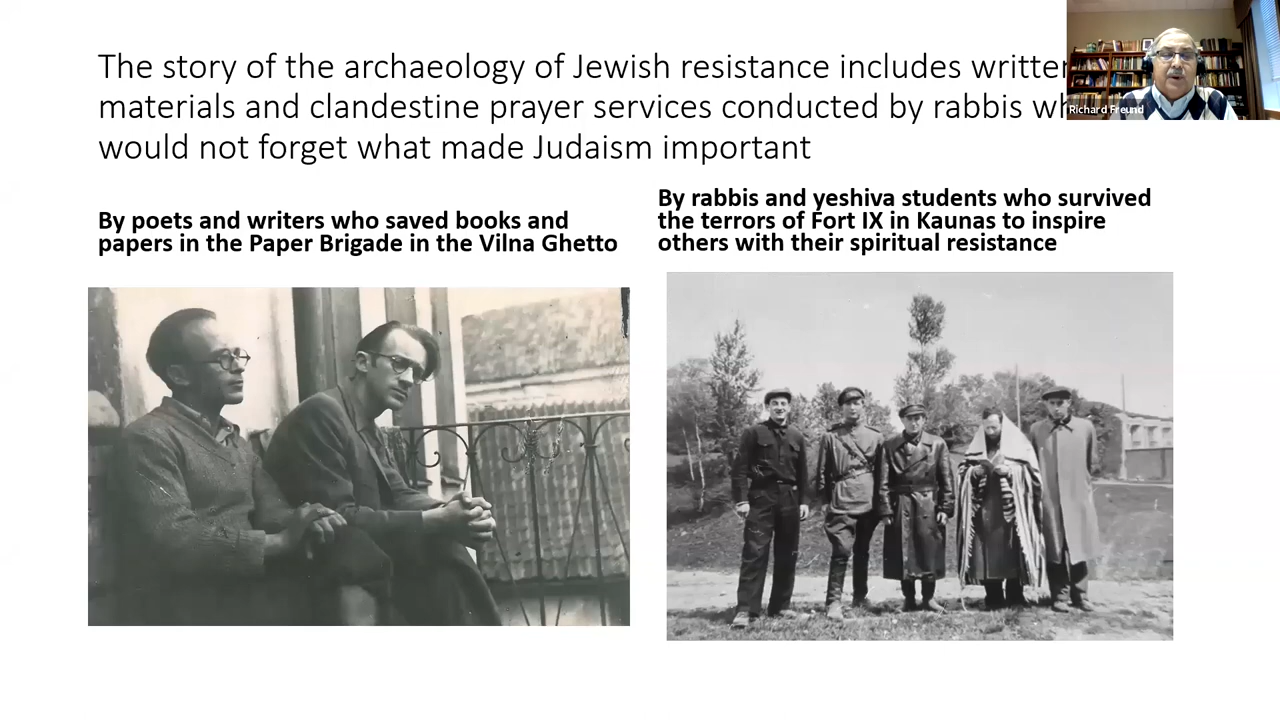 The story of the archaeology of Jewish resistance includes written
materials and clandestine prayer services conducted by rabbis wh
would not forget what made Judaism important
Richard Freund
By poets and writers who saved books and
papers in the Paper Brigade in the Vilna Ghetto
By rabbis and yeshiva students who survived
the terrors of Fort IX in Kaunas to inspire
others with their spiritual resistance